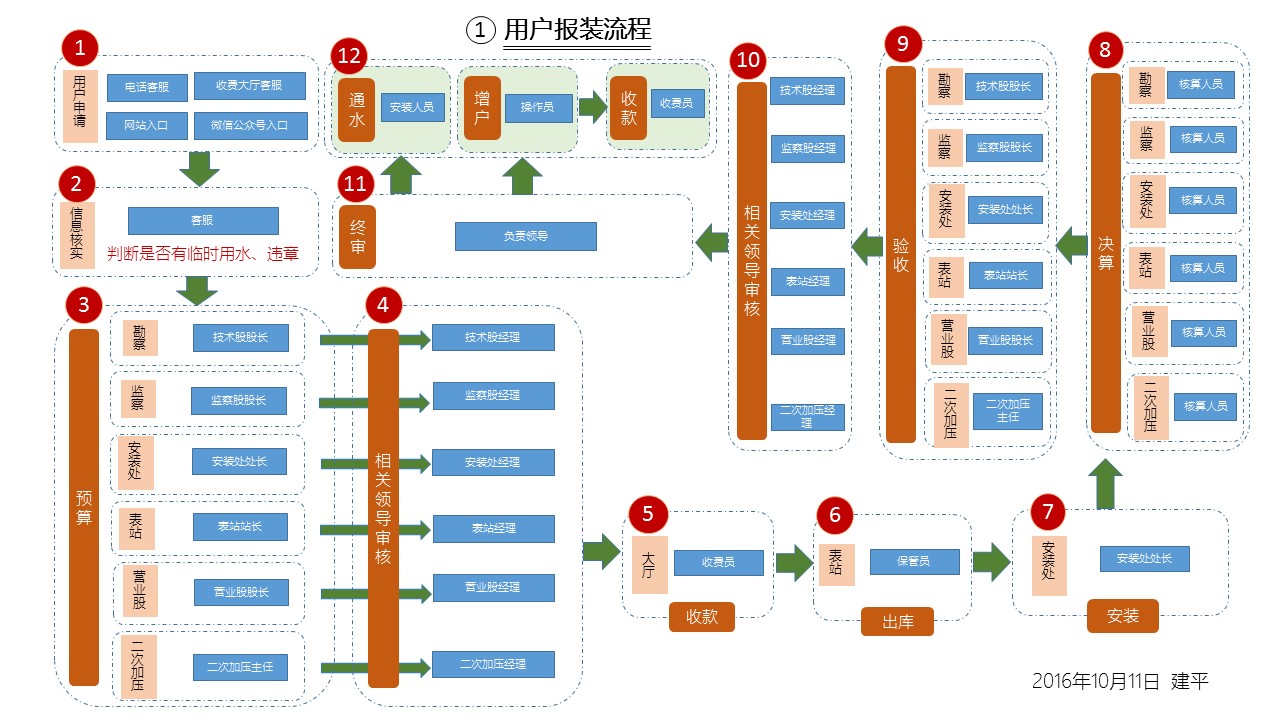 ① 用户报装流程
1
用户申请
电话客服
收费大厅客服
网站入口
微信公众号入口
2
信息核实
客服
判断是否有临时用水、违章
3
预算
勘察
技术股股长
监察
监察股股长
安装处
安装处处长
表站
表站站长
营业股
营业股股长
二次加压
二次加压主任
4
相关领导审核
技术股经理
监察股经理
安装处经理
表站经理
营业股经理
二次加压经理
5
大厅
收费员
收款
6
表站
保管员
出库
7
安装处
安装处处长
安装
8
决算
勘察
核算人员
监察
核算人员
安装处
核算人员
表站
核算人员
营业股
核算人员
二次加压
核算人员
9
验收
勘察
技术股股长
监察
监察股股长
安装处
安装处处长
表站
表站站长
营业股
营业股股长
二次加压
二次加压
主任
10
相关领导审核
技术股经理
监察股经理
安装处经理
表站经理
营业股经理
二次加压经
理
11
终审
负责领导
12
通水
安装人员
增户
操作员
收款
收费员
2016年10月11日 建平